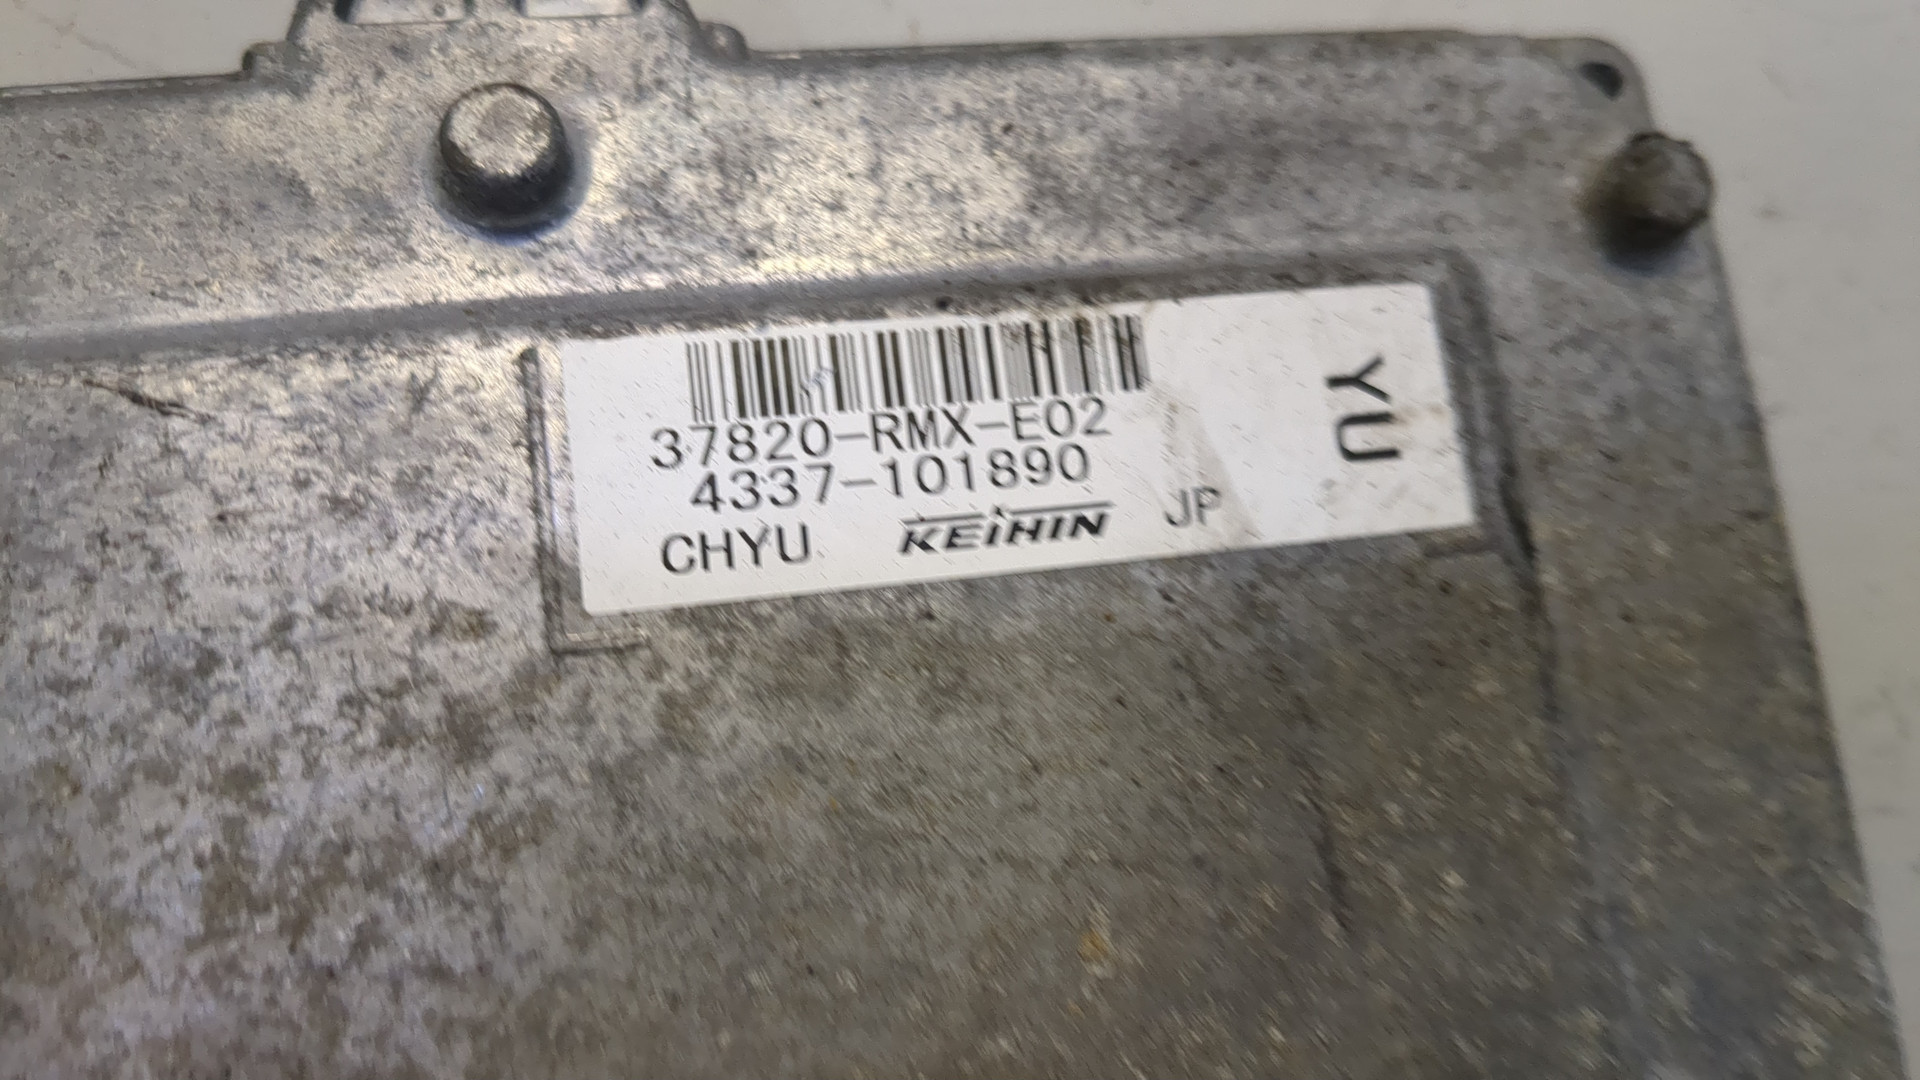 37820-RMX-E02
4337-101890
CHYU KEIHIN JP
YU